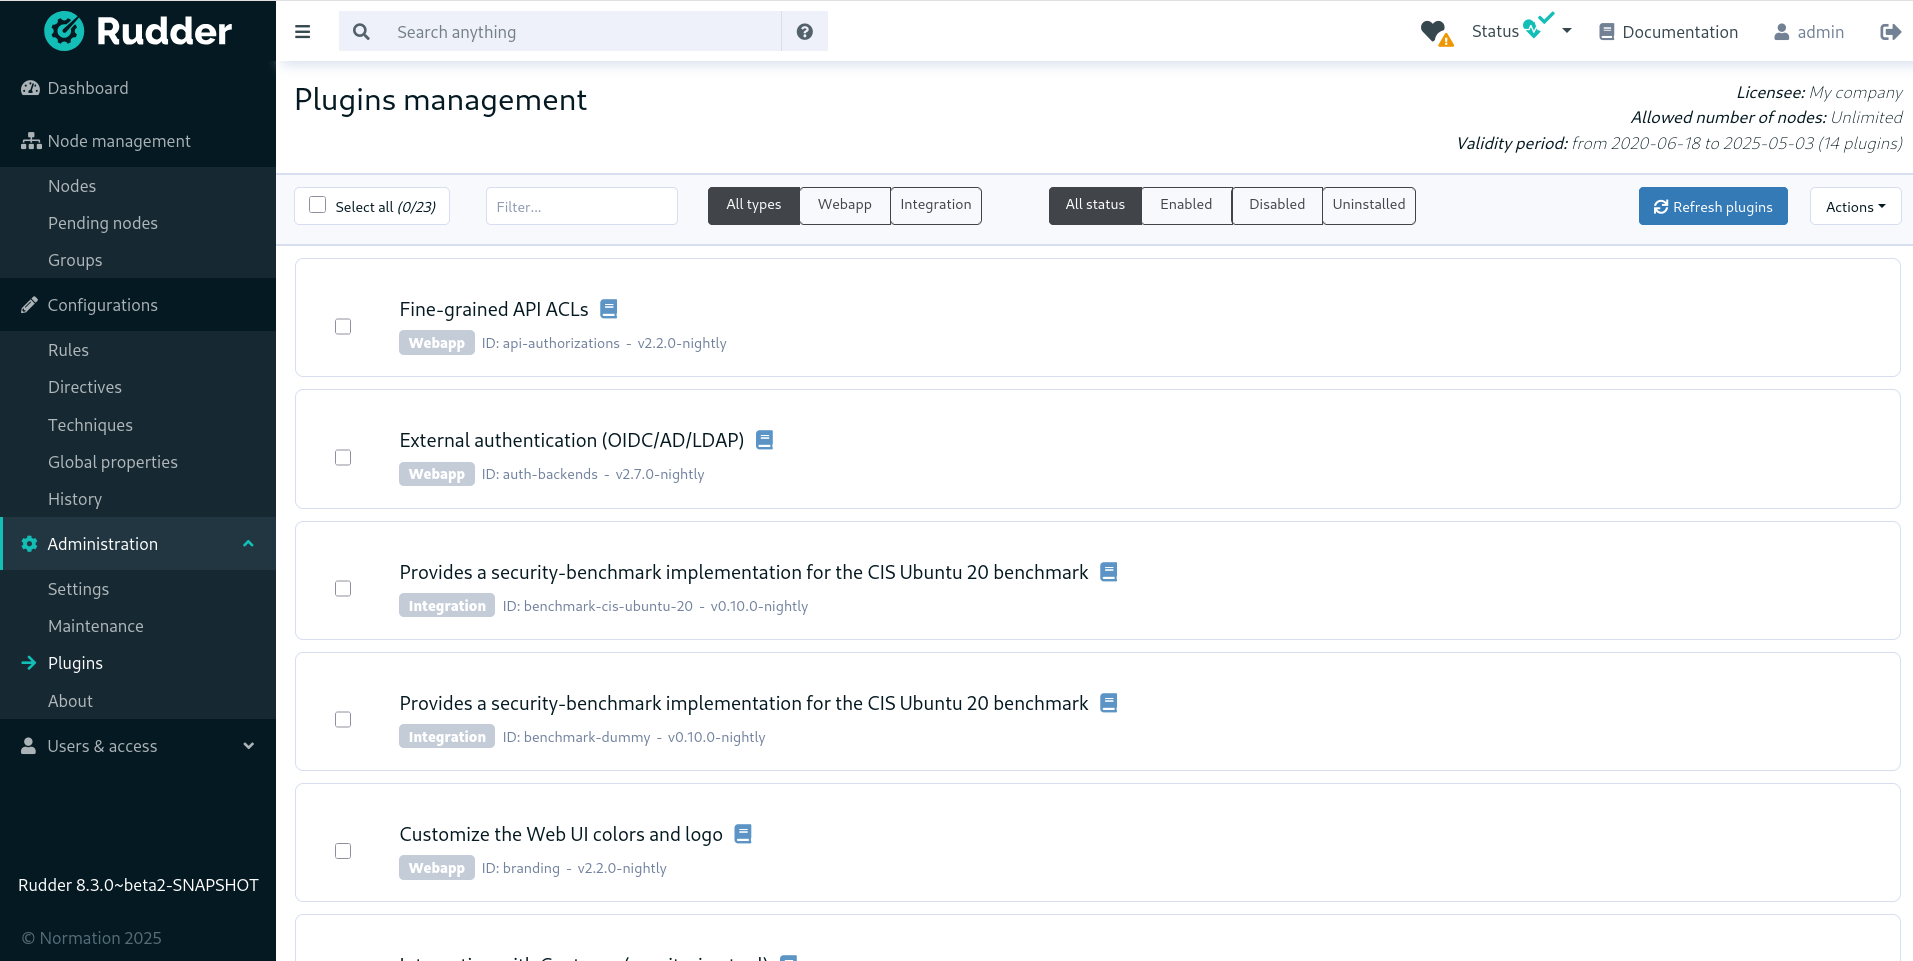 Rudder
Search anything
Status
Documentation
admin
Dashboard
Node management
Nodes
Pending nodes
Groups
Configurations
Rules
Directives
Techniques
Global properties
History
Administration
Settings
Maintenance
Plugins
About
Users & access
Rudder 8.3.0~beta2-SNAPSHOT
© Normation 2025
Plugins management
Licensee: My company
Allowed number of nodes: Unlimited
Validity period: from 2020-06-18 to 2025-05-03 (14 plugins)
Select all (0/23)
Filter...
All types
Webapp
Integration
All status
Enabled
Disabled
Uninstalled
Refresh plugins
Actions
Fine-grained API ACLs
Webapp ID: api-authorizations - v2.2.0-nightly
External authentication (OIDC/AD/LDAP)
Webapp ID: auth-backends - v2.7.0-nightly
Provides a security-benchmark implementation for the CIS Ubuntu 20 benchmark
Integration ID: benchmark-cis-ubuntu-20 - v0.10.0-nightly
Provides a security-benchmark implementation for the CIS Ubuntu 20 benchmark
Integration ID: benchmark-dummy - v0.10.0-nightly
Customize the Web UI colors and logo
Webapp ID: branding - v2.2.0-nightly